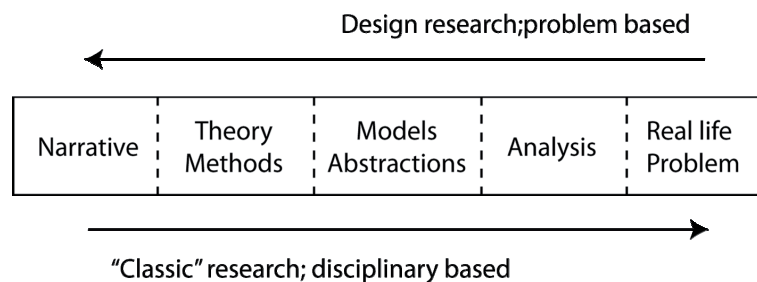 Design research;problem based
Narrative
Theory
Methods
Models
Abstractions
Analysis
Real life
Problem
“Classic” research; disciplinary based